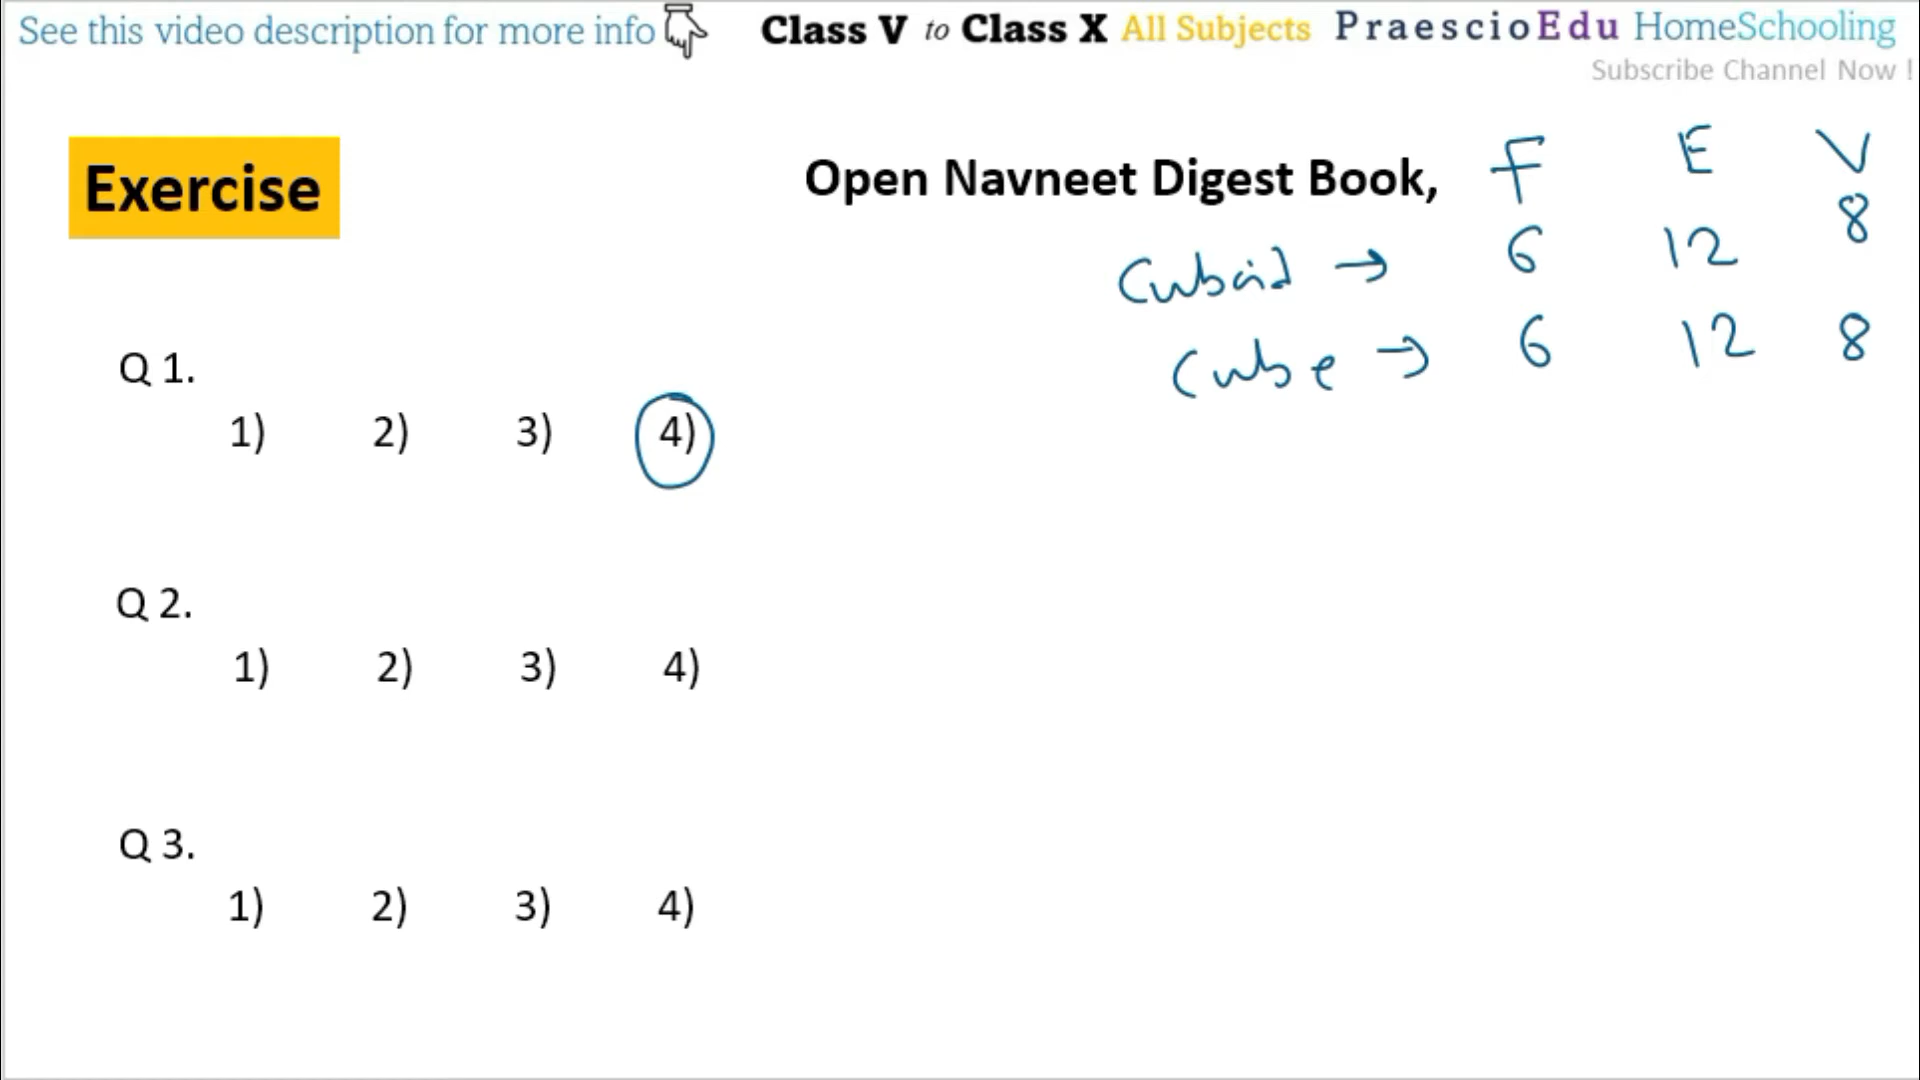 See this video description for more info Class V to Class X All Subjects PraescioEdu HomeSchooling
Subscribe Channel Now !
Exercise
Open Navneet Digest Book,
F E V
Cuboid → 6 12 8
Cube → 6 12 8
Q 1.
1) 2) 3) 4)
Q 2.
1) 2) 3) 4)
Q 3.
1) 2) 3) 4)